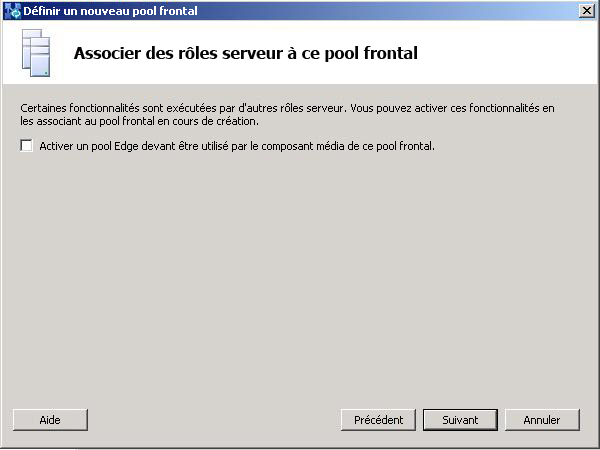 Définir un nouveau pool frontal
Associer des rôles serveur à ce pool frontal
Certaines fonctionnalités sont exécutées par d'autres rôles serveur. Vous pouvez activer ces fonctionnalités en
les associant au pool frontal en cours de création.
Activer un pool Edge devant être utilisé par le composant média de ce pool frontal.
Aide
Précédent
Suivant
Annuler